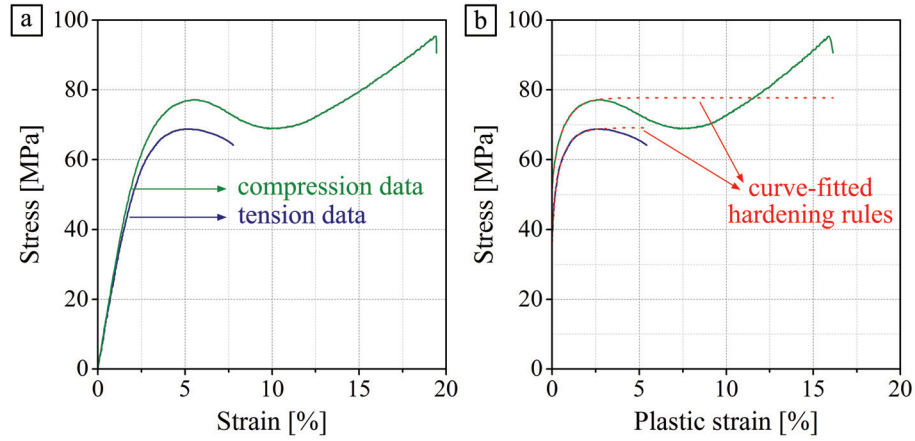 a
100
80
60
40
20
0
Stress [MPa]
compression data
tension data
0 5 10 15 20
Strain [%]
b
100
80
60
40
20
0
Stress [MPa]
curve-fitted
hardening rules
0 5 10 15 20
Plastic strain [%]